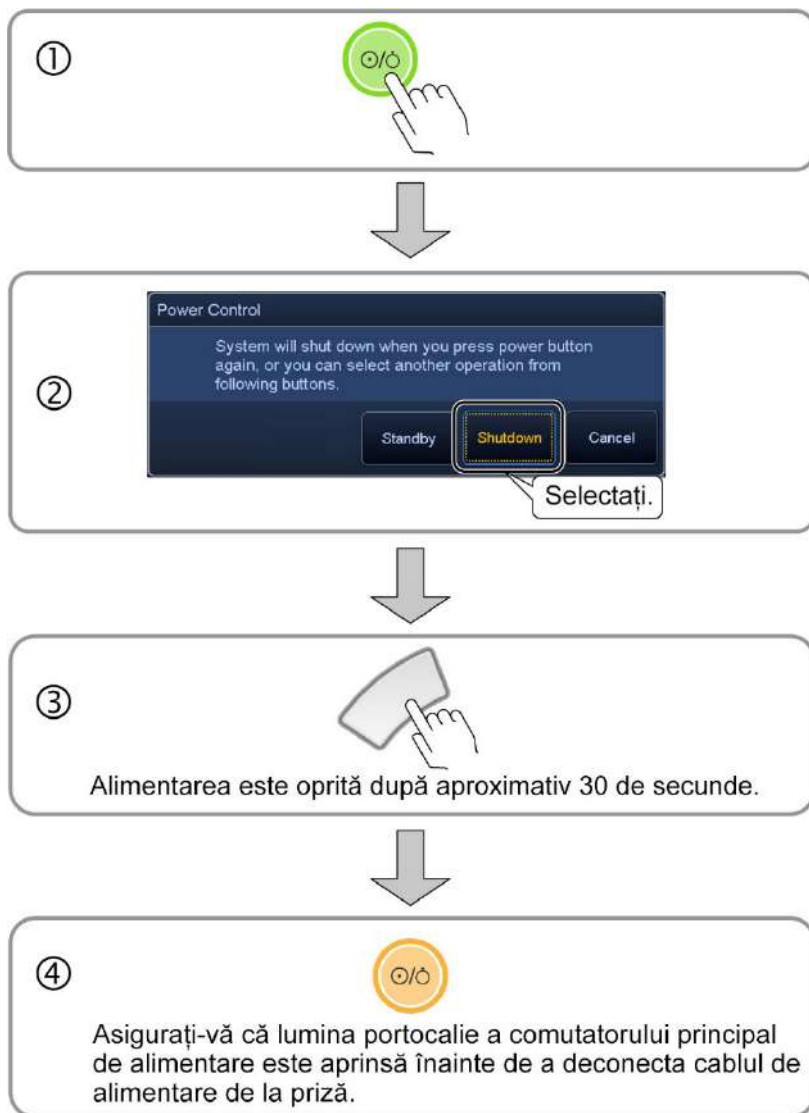 ①
②
Power Control
System will shut down when you press power button
again, or you can select another operation from
following buttons.
Standby
Shutdown
Cancel
Selectați.
③
Alimentarea este oprită după aproximativ 30 de secunde.
④
Asigurați-vă că lumina portocalie a comutatorului principal
de alimentare este aprinsă înainte de a deconecta cablul de
alimentare de la priză.